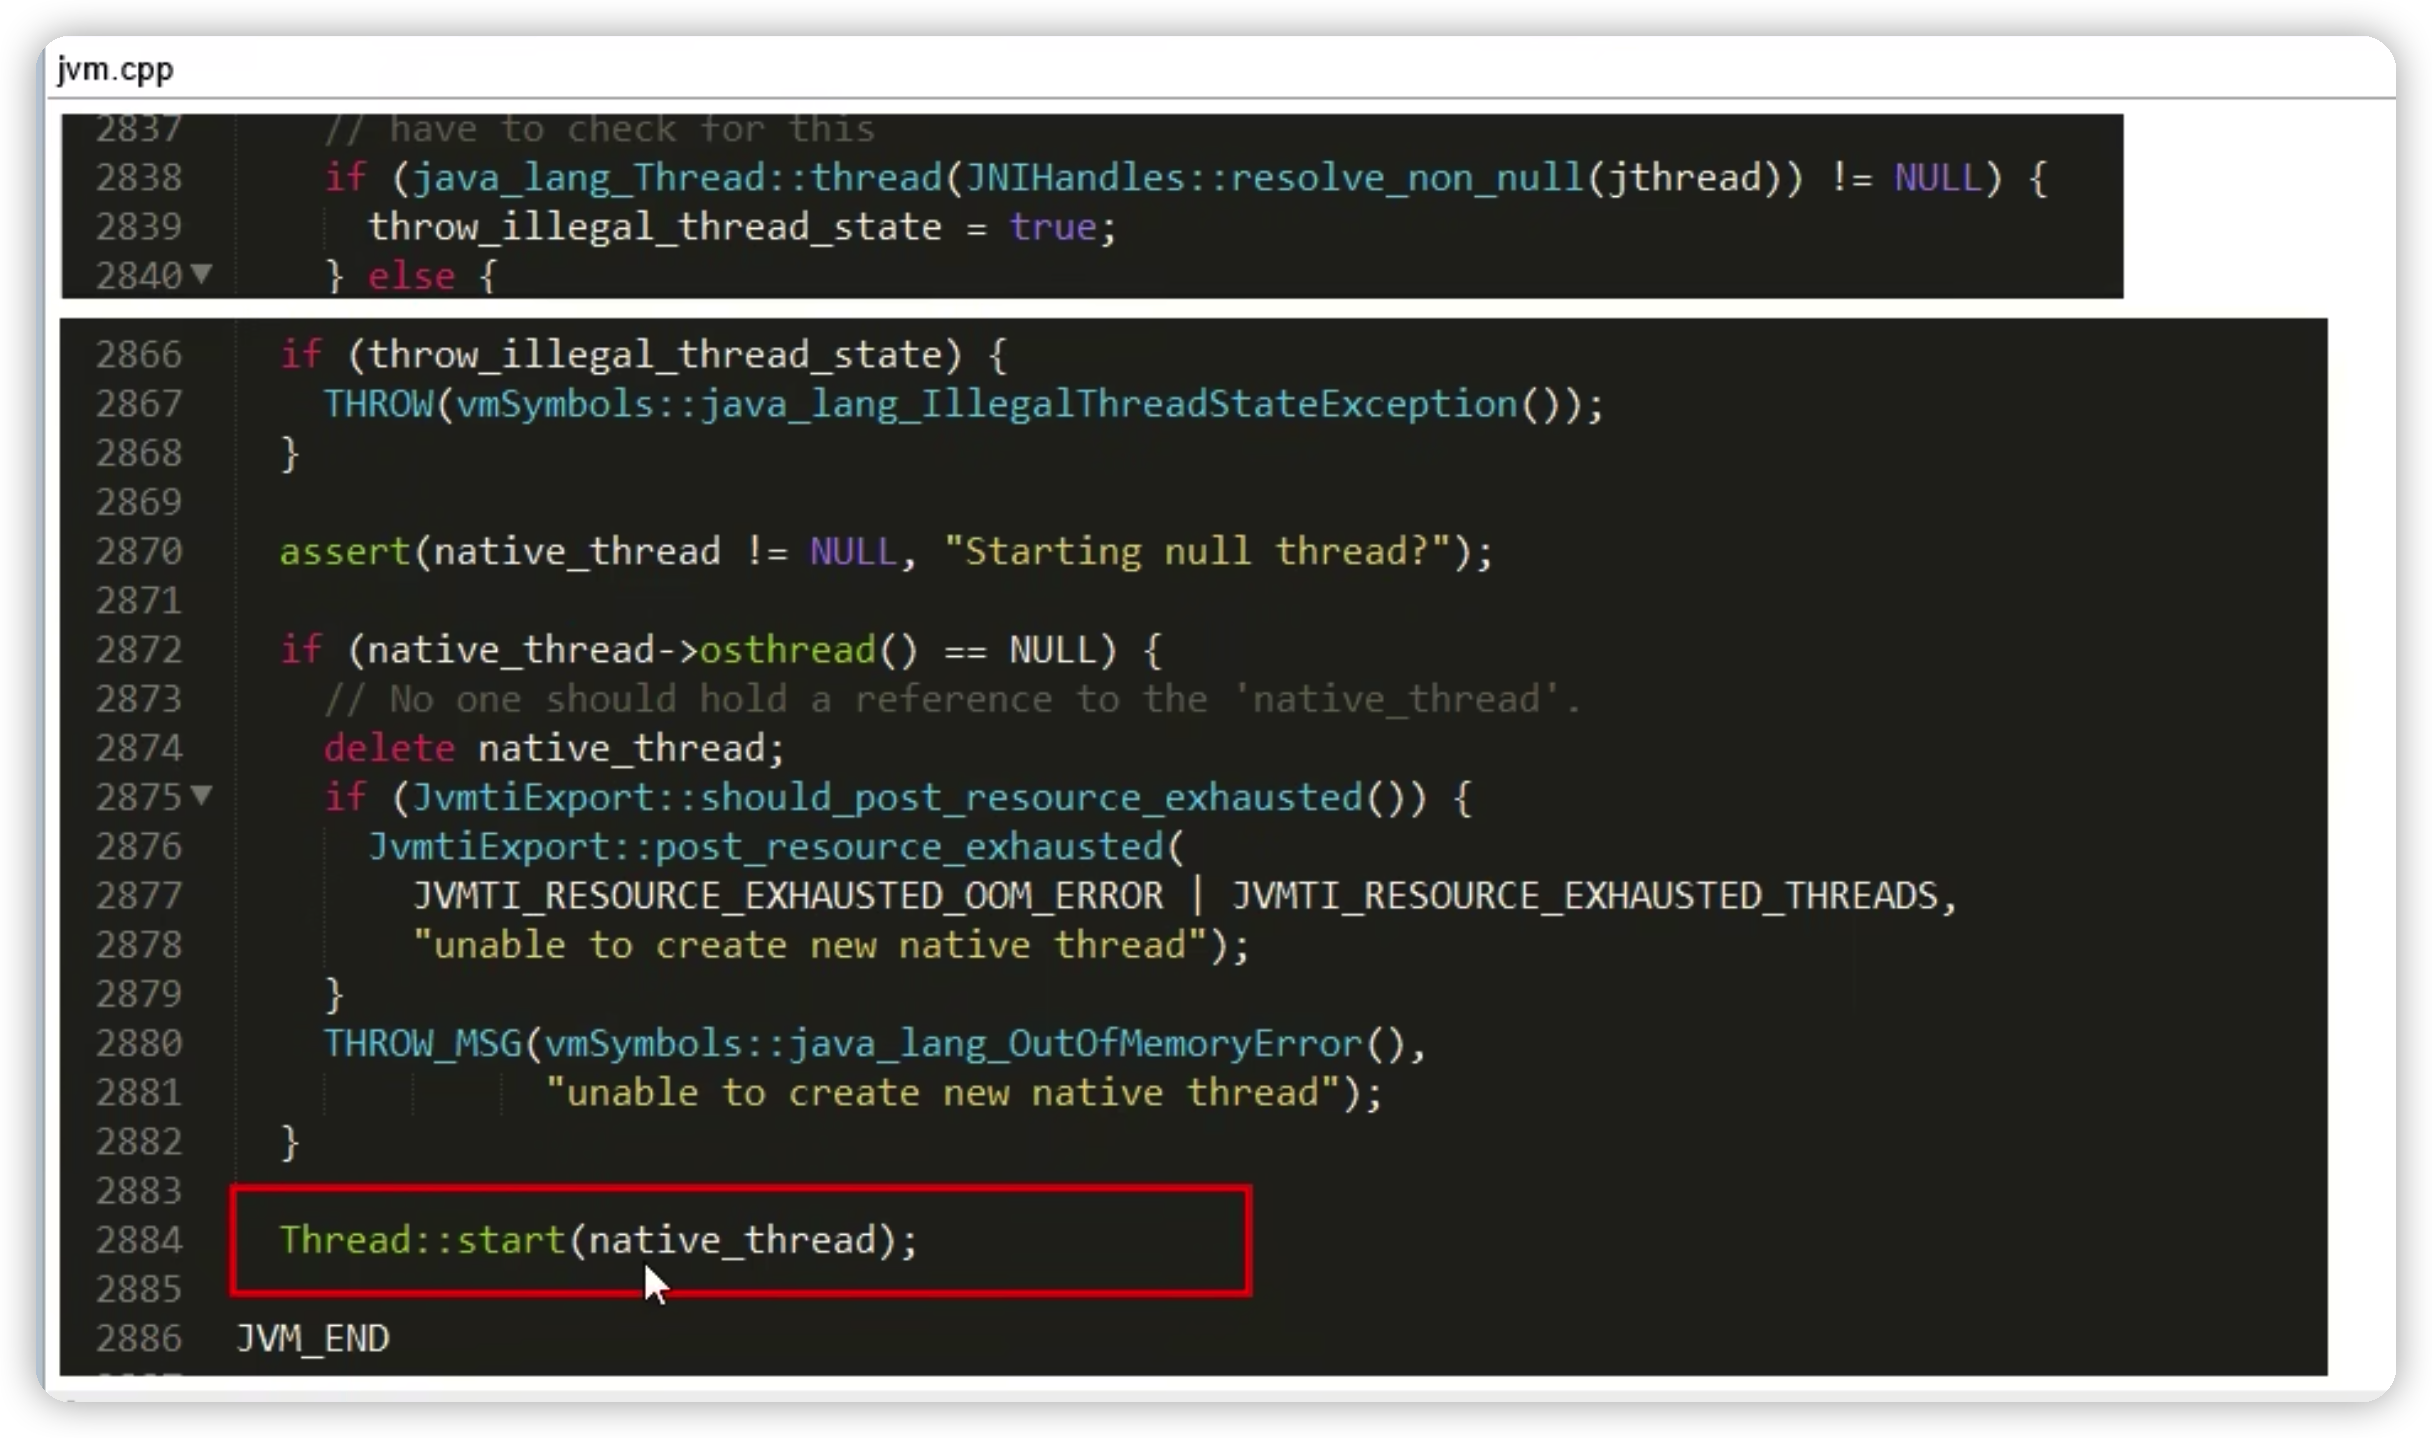 jvm.cpp
2837 // have to check for this
2838 if (java_lang_Thread::thread(JNIHandles::resolve_non_null(jthread)) != NULL) {
2839 throw_illegal_thread_state = true;
2840 } else {
2866 if (throw_illegal_thread_state) {
2867 THROW(vmSymbols::java_lang_IllegalThreadStateException());
2868 }
2869
2870 assert(native_thread != NULL, "Starting null thread?");
2871
2872 if (native_thread->osthread() == NULL) {
2873 // No one should hold a reference to the 'native_thread'.
2874 delete native_thread;
2875 if (JvmtiExport::should_post_resource_exhausted()) {
2876 JvmtiExport::post_resource_exhausted(
2877 JVMTI_RESOURCE_EXHAUSTED_OOM_ERROR | JVMTI_RESOURCE_EXHAUSTED_THREADS,
2878 "unable to create new native thread");
2879 }
2880 THROW_MSG(vmSymbols::java_lang_OutOfMemoryError(),
2881 "unable to create new native thread");
2882 }
2883
2884 Thread::start(native_thread);
2885
2886 JVM_END